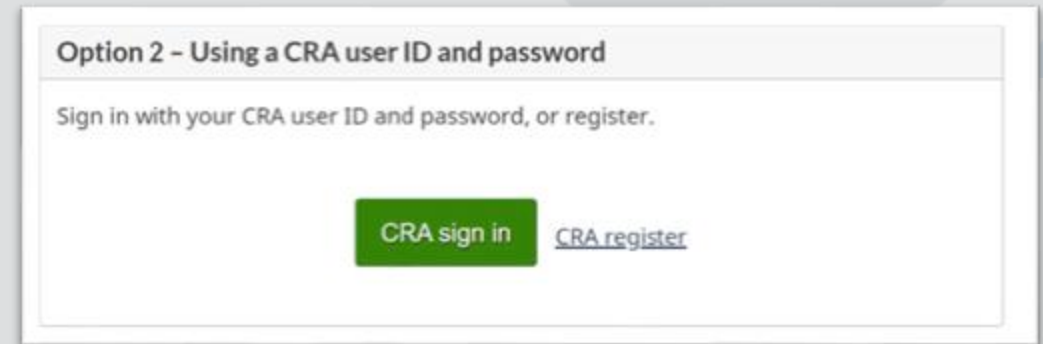 Option 2 – Using a CRA user ID and password
Sign in with your CRA user ID and password, or register.
CRA sign in
CRA register